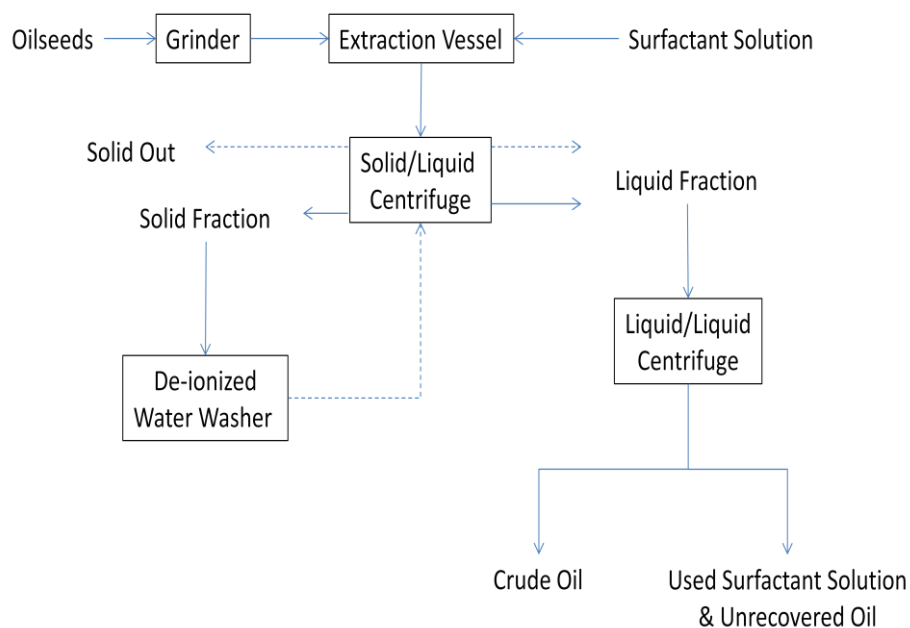 Oilseeds
Grinder
Extraction Vessel
Surfactant Solution
Solid Out
Solid/Liquid
Centrifuge
Liquid Fraction
Solid Fraction
Liquid/Liquid
Centrifuge
De-ionized
Water Washer
Crude Oil
Used Surfactant Solution
& Unrecovered Oil